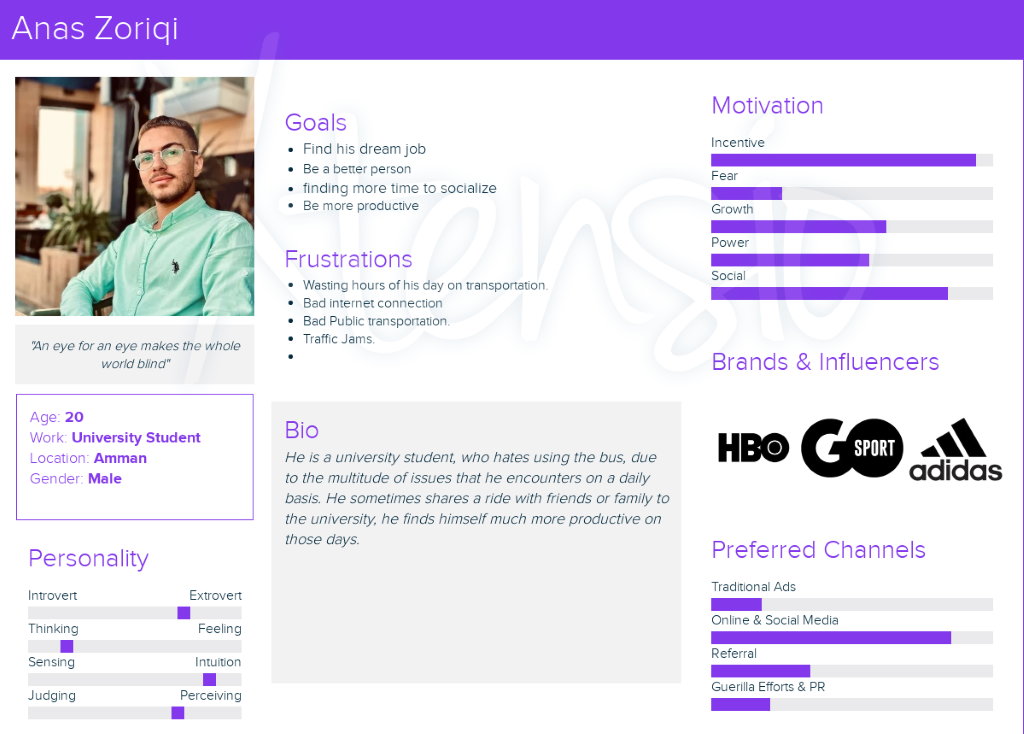 Anas Zoriqi
"An eye for an eye makes the whole
world blind"
Age: 20
Work: University Student
Location: Amman
Gender: Male
Personality
Introvert Extrovert
Thinking Feeling
Sensing Intuition
Judging Perceiving
Goals
Find his dream job
Be a better person
finding more time to socialize
Be more productive
Frustrations
Wasting hours of his day on transportation.
Bad internet connection
Bad Public transportation.
Traffic Jams.
Bio
He is a university student, who hates using the bus, due
to the multitude of issues that he encounters on a daily
basis. He sometimes shares a ride with friends or family to
the university, he finds himself much more productive on
those days.
Motivation
Incentive
Fear
Growth
Power
Social
Brands & Influencers
HBO
GO SPORT
adidas
Preferred Channels
Traditional Ads
Online & Social Media
Referral
Guerilla Efforts & PR
Xtensio